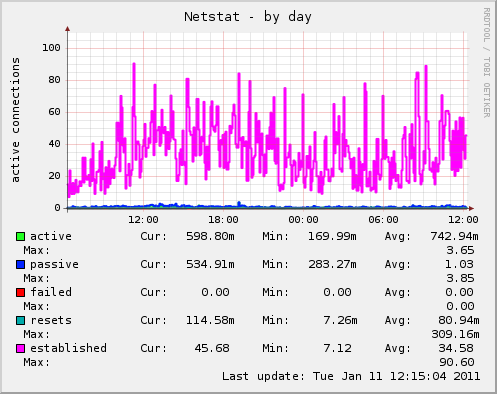 Netstat - by day
RRDTOOL / TOBI OETIKER
active connections
100
80
60
40
20
0
12:00 18:00 00:00 06:00 12:00
active Cur: 598.80m Min: 169.99m Avg: 742.94m
Max: 3.65
passive Cur: 534.91m Min: 283.27m Avg: 1.03
Max: 3.85
failed Cur: 0.00 Min: 0.00 Avg: 0.00
Max: 0.00
resets Cur: 114.58m Min: 7.26m Avg: 80.94m
Max: 309.16m
established Cur: 45.68 Min: 7.12 Avg: 34.58
Max: 90.60
Last update: Tue Jan 11 12:15:04 2011